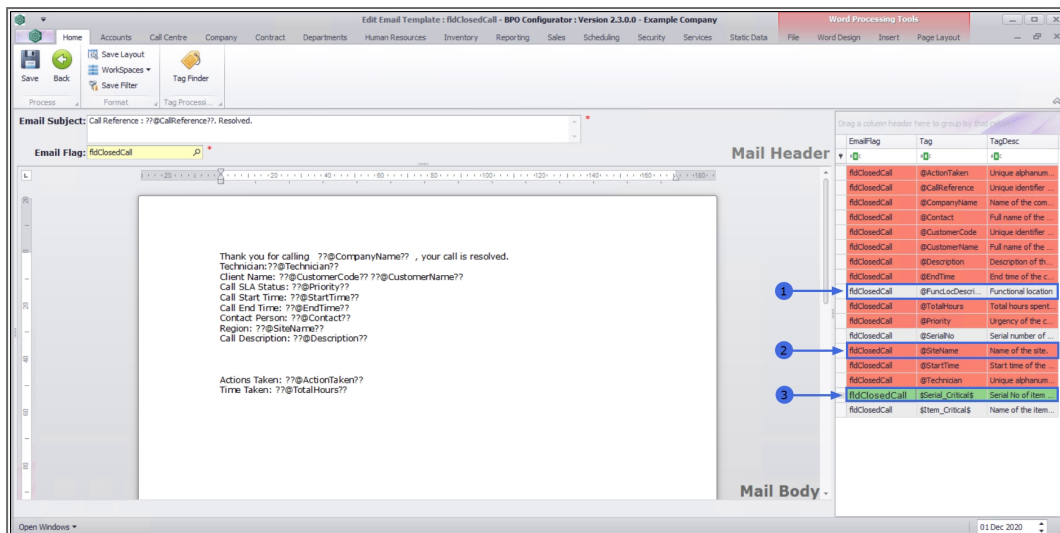 Edit Email Template : fldClosedCall - BPO Configurator : Version 2.3.0.0 - Example Company
Word Processing Tools
Home Accounts Call Centre Company Contract Departments Human Resources Inventory Reporting Sales Scheduling Security Services Static Data File Word Design Insert Page Layout
Save Back
Save Layout
WorkSpaces
Save Filter
Tag Finder
Process Format Tag Processi...
Email Subject: Call Reference : ??@CallReference??. Resolved. *
Email Flag: fldClosedCall *
Mail Header
Drag a column header here to group by that column
EmailFlag Tag TagDesc
fldClosedCall @ActionTaken Unique alphanum...
fldClosedCall @CallReference Unique identifier ...
fldClosedCall @CompanyName Name of the com...
fldClosedCall @Contact Full name of the ...
fldClosedCall @CustomerCode Unique identifier ...
fldClosedCall @CustomerName Full name of the ...
fldClosedCall @Description Description of th...
fldClosedCall @EndTime End time of the c...
1 fldClosedCall @FuncLocDescri... Functional location
fldClosedCall @TotalHours Total hours spent...
fldClosedCall @Priority Urgency of the c...
fldClosedCall @SerialNo Serial number of ...
2 fldClosedCall @SiteName Name of the site.
fldClosedCall @StartTime Start time of the ...
fldClosedCall @Technician Unique alphanum...
3 fldClosedCall $Serial_Critical$ Serial No of item ...
fldClosedCall $Item_Critical$ Name of the item...
Thank you for calling ??@CompanyName?? , your call is resolved.
Technician:??@Technician??
Client Name: ??@CustomerCode?? ??@CustomerName??
Call SLA Status: ??@Priority??
Call Start Time: ??@StartTime??
Call End Time: ??@EndTime??
Contact Person: ??@Contact??
Region: ??@SiteName??
Call Description: ??@Description??
Actions Taken: ??@ActionTaken??
Time Taken: ??@TotalHours??
Mail Body
Open Windows
01 Dec 2020